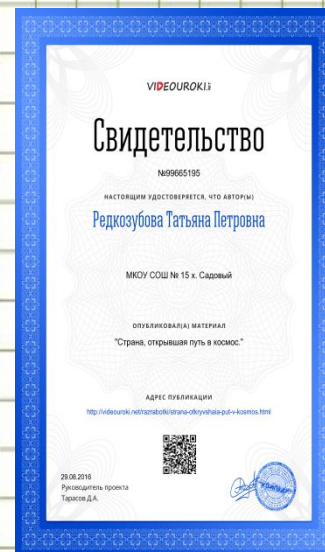 VIDEOUROKI
Свидетельство
№99665195
НАСТОЯЩИМ УДОСТОВЕРЯЕТСЯ, ЧТО АВТОР(Ы)
Редкозубова Татьяна Петровна
МКОУ СОШ № 15 х. Садовый
ОПУБЛИКОВАЛ(А) МАТЕРИАЛ
"Страна, открывшая путь в космос."
АДРЕС ПУБЛИКАЦИИ
http://videouroki.net/razrabotki/strana-otkryvshaia-put-v-kosmos.html
29.08.2016
Руководитель проекта
Тарасов Д.А.